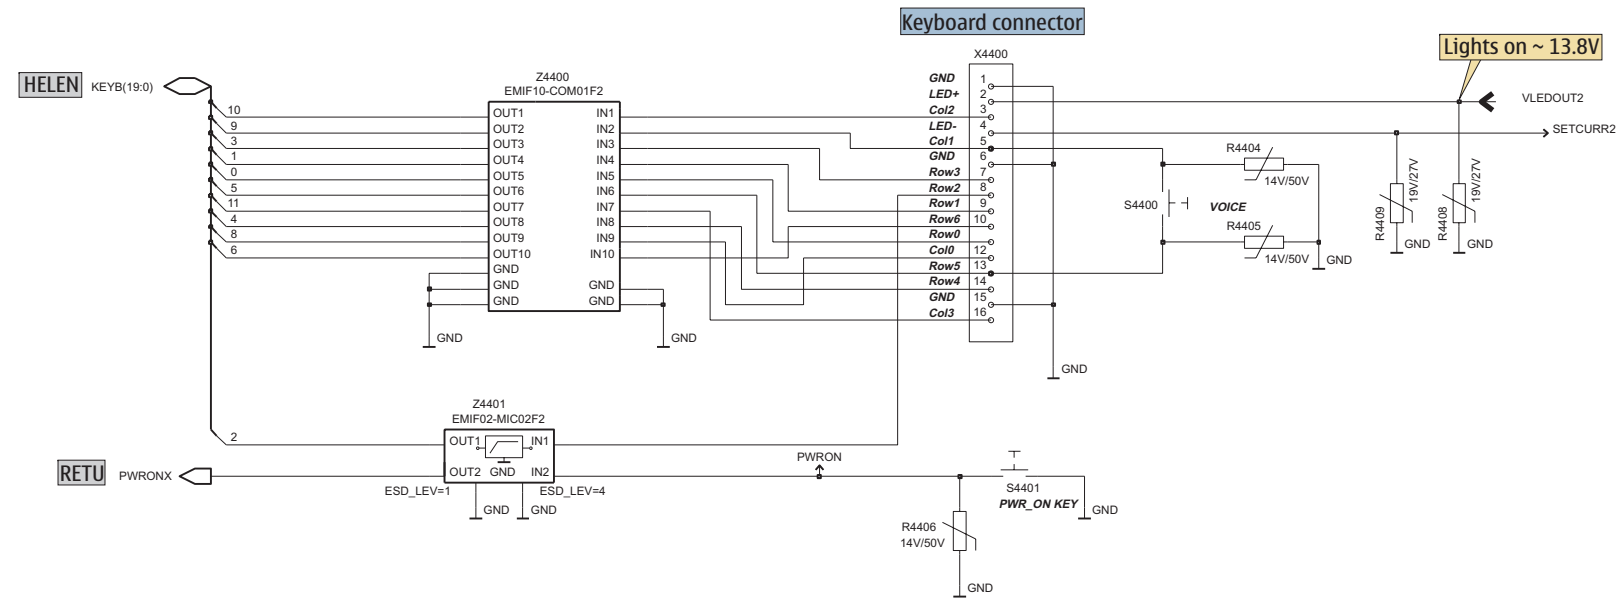 Keyboard connector
Lights on ~ 13.8V
HELEN KEYB(19:0)
Z4400
EMIF10-COM01F2
X4400
10 OUT1 IN1
9 OUT2 IN2
3 OUT3 IN3
1 OUT4 IN4
0 OUT5 IN5
5 OUT6 IN6
11 OUT7 IN7
4 OUT8 IN8
8 OUT9 IN9
6 OUT10 IN10
GND
GND GND
GND GND
GND
GND
GND 1
LED+ 2
Col2 3
LED- 4
Col1 5
GND 6
Row3 7
Row2 8
Row1 9
Row6 10
Row0
Col0 12
Row5 13
Row4 14
GND 15
Col3 16
GND
VLEDOUT2
SETCURR2
R4404
14V/50V
S4400 VOICE
R4405
14V/50V
GND
R4409
19V/27V
GND
R4408
19V/27V
GND
Z4401
EMIF02-MIC02F2
2 OUT1 IN1
RETU PWRONX OUT2 GND IN2
ESD_LEV=1 ESD_LEV=4
GND GND
PWRON
S4401
PWR_ON KEY
GND
R4406
14V/50V
GND